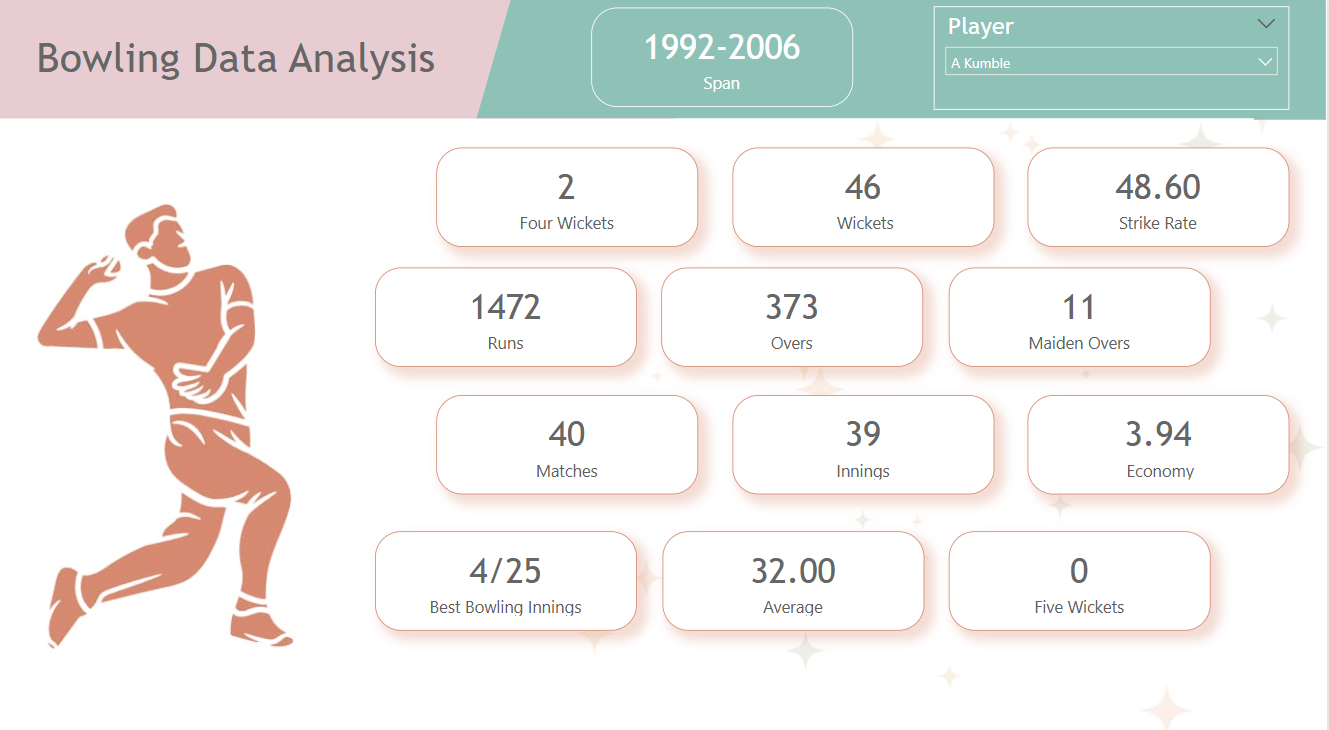 Bowling Data Analysis
1992-2006
Span
Player
A Kumble
2
Four Wickets
46
Wickets
48.60
Strike Rate
1472
Runs
373
Overs
11
Maiden Overs
40
Matches
39
Innings
3.94
Economy
4/25
Best Bowling Innings
32.00
Average
0
Five Wickets